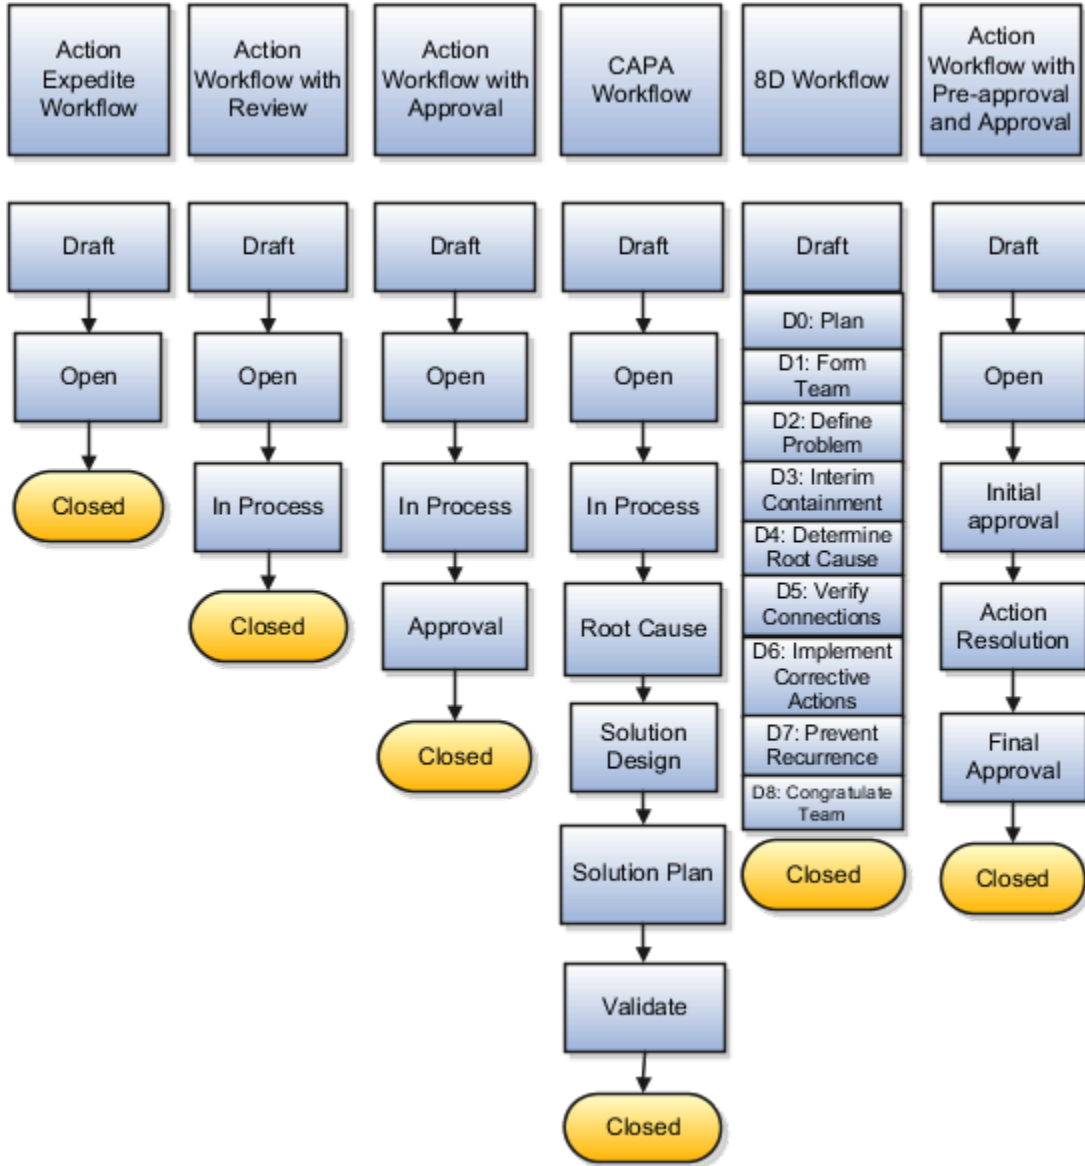 Action
Expedite
Workflow
Action
Workflow with
Review
Action
Workflow with
Approval
CAPA
Workflow
8D Workflow
Action
Workflow with
Pre-approval
and Approval
Draft
Open
Closed
Draft
Open
In Process
Closed
Draft
Open
In Process
Approval
Closed
Draft
Open
In Process
Root Cause
Solution
Design
Solution Plan
Validate
Closed
Draft
D0: Plan
D1: Form
Team
D2: Define
Problem
D3: Interim
Containment
D4: Determine
Root Cause
D5: Verify
Connections
D6: Implement
Corrective
Actions
D7: Prevent
Recurrence
D8: Congratulate
Team
Closed
Draft
Open
Initial
approval
Action
Resolution
Final
Approval
Closed